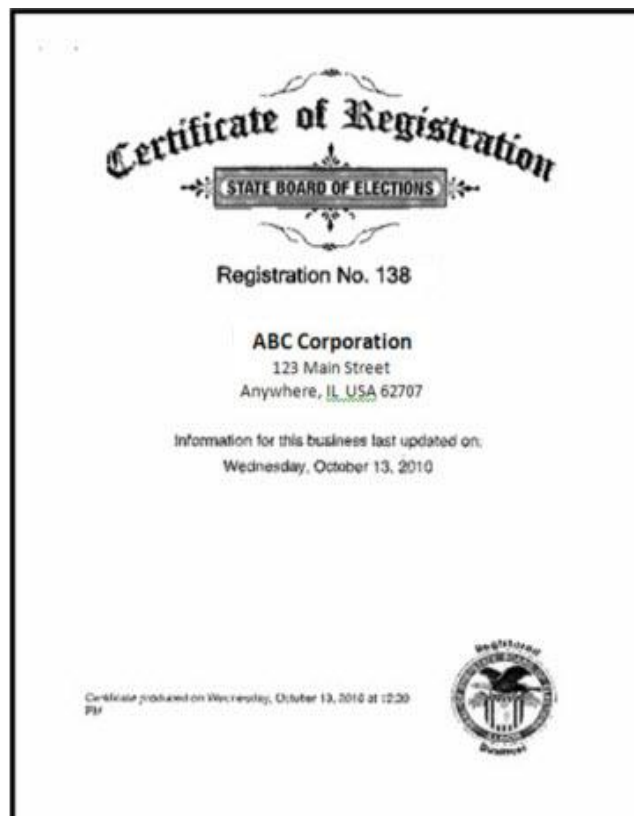 Certificate of Registration
STATE BOARD OF ELECTIONS
Registration No. 138
ABC Corporation
123 Main Street
Anywhere, IL USA 62707
Information for this business last updated on:
Wednesday, October 13, 2010
Certificate produced on Wednesday, October 13, 2010 at 12:20
PM
Registered
Business